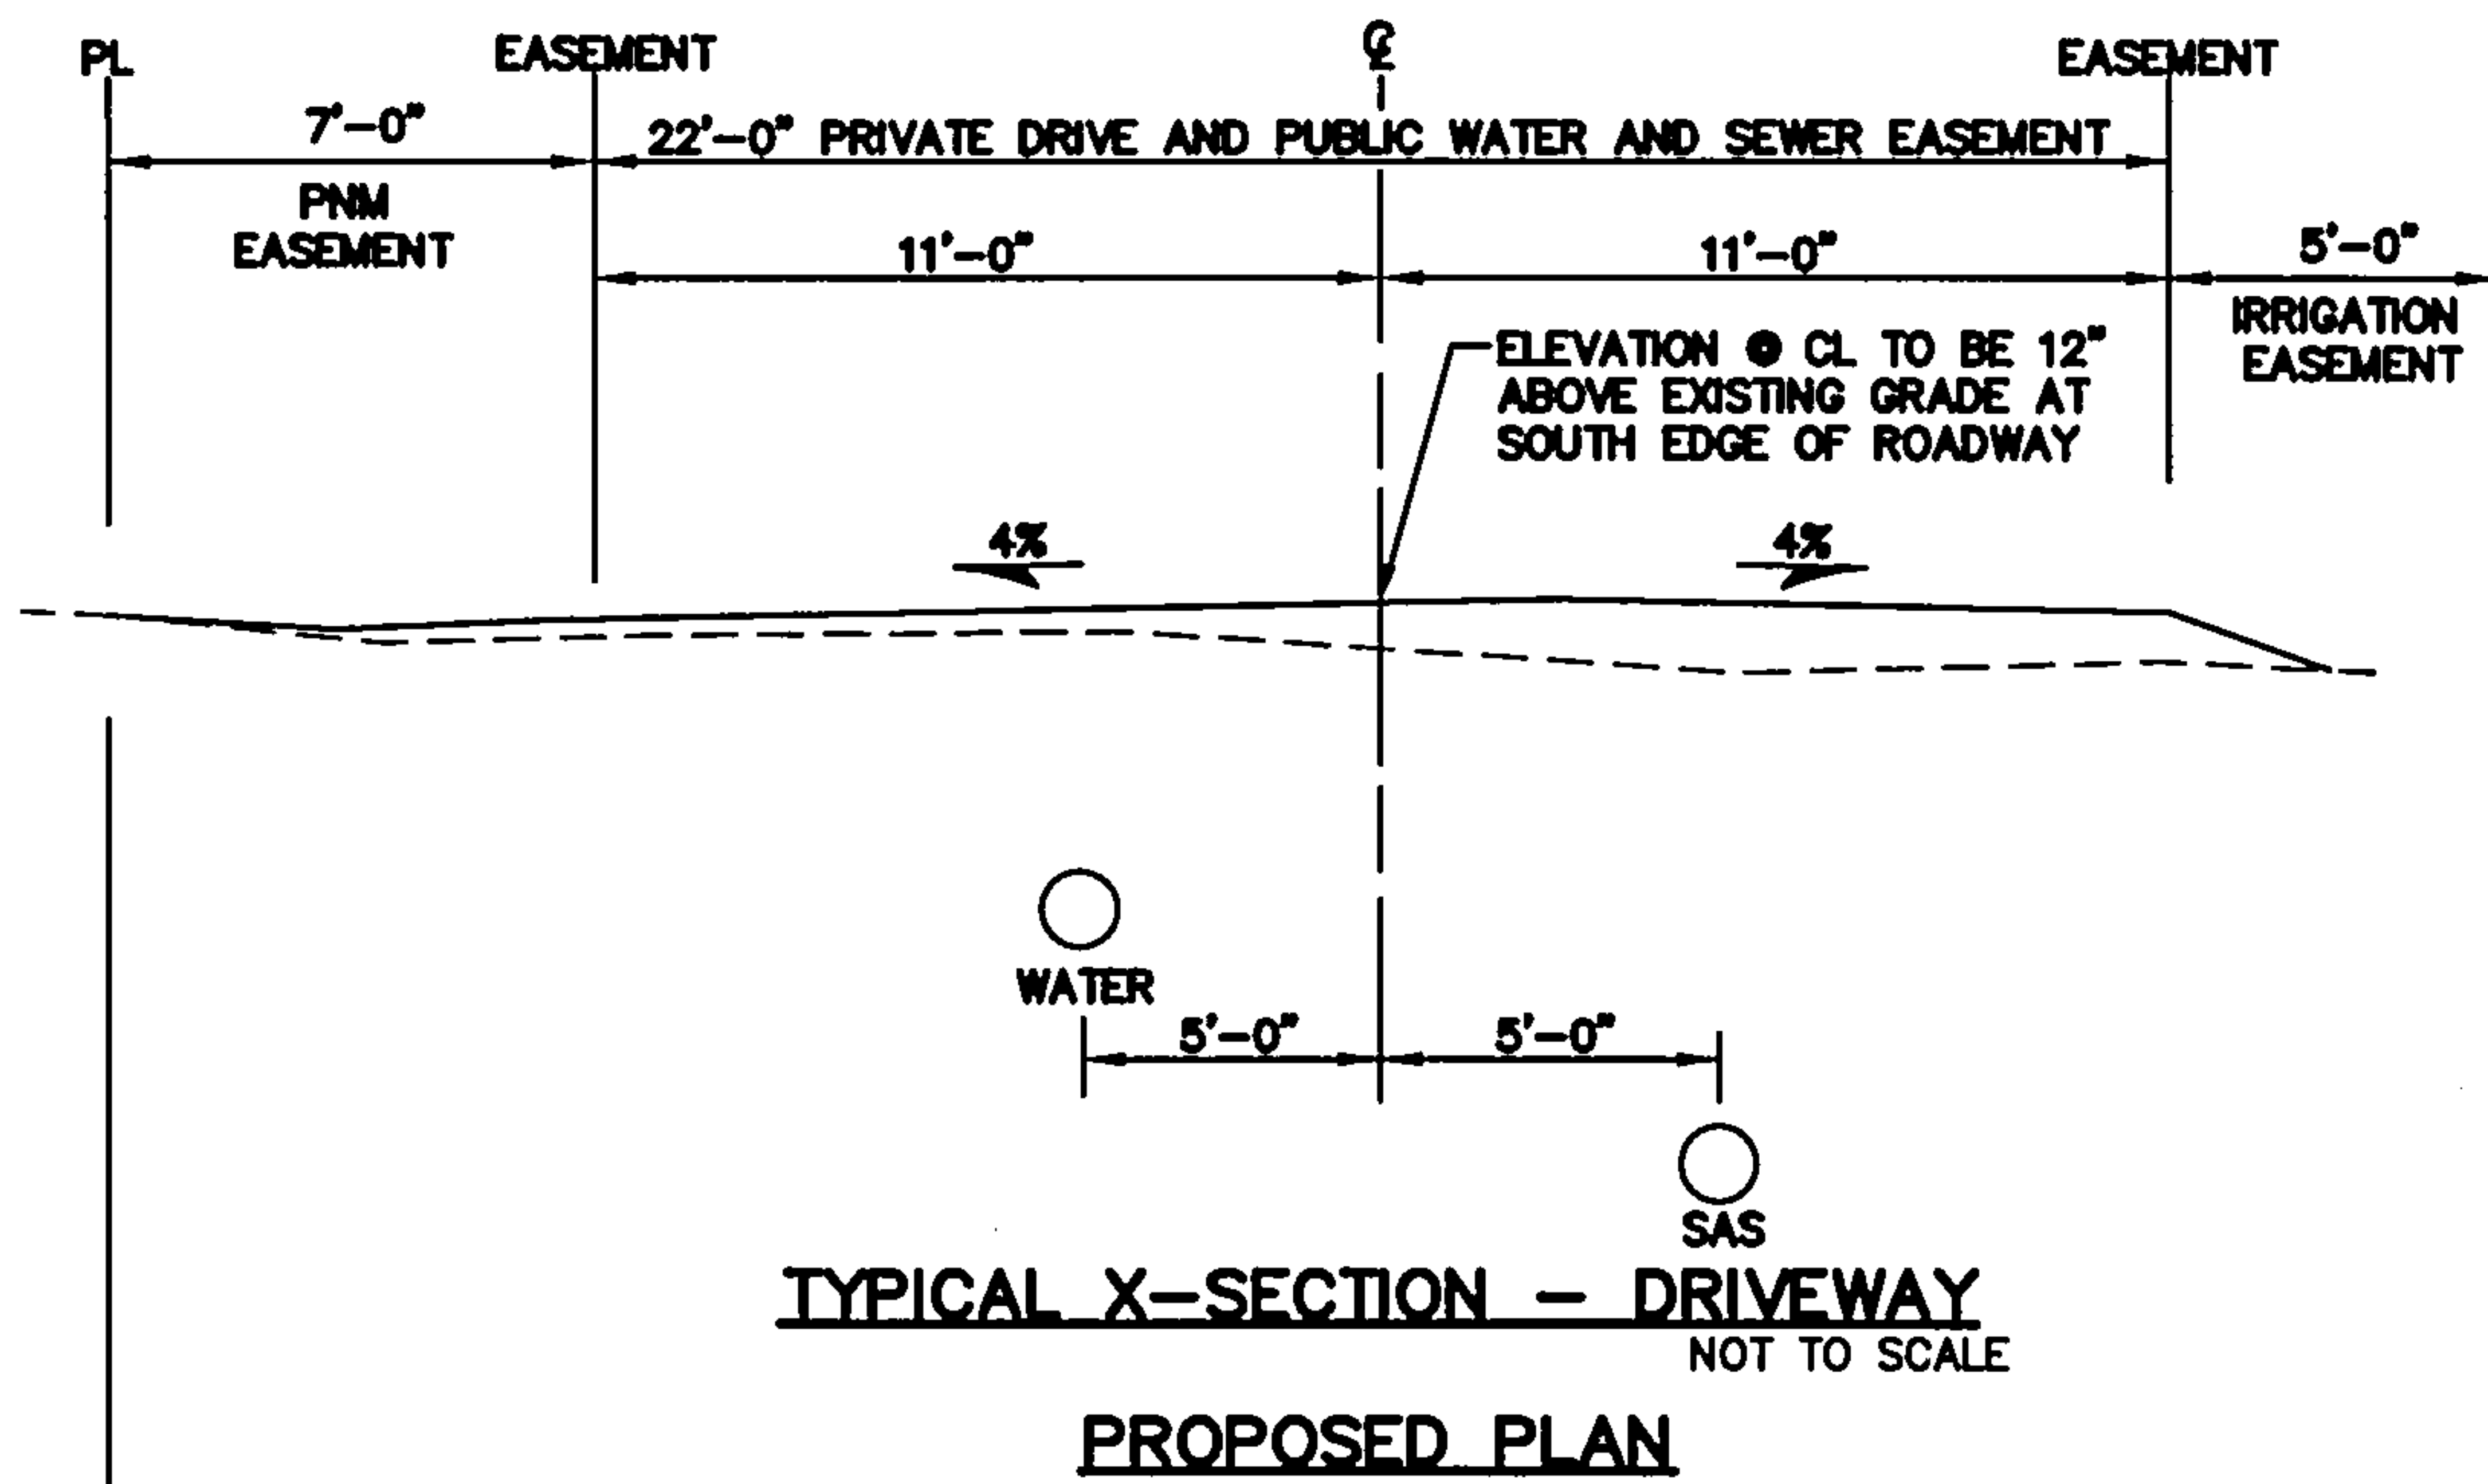 PL
EASEMENT
℄
EASEMENT
7'-0"
22'-0" PRIVATE DRIVE AND PUBLIC WATER AND SEWER EASEMENT
PNM
EASEMENT
11'-0"
11'-0"
5'-0"
IRRIGATION
EASEMENT
ELEVATION @ CL TO BE 12"
ABOVE EXISTING GRADE AT
SOUTH EDGE OF ROADWAY
4%
4%
WATER
5'-0"
5'-0"
SAS
TYPICAL X-SECTION - DRIVEWAY
NOT TO SCALE
PROPOSED PLAN